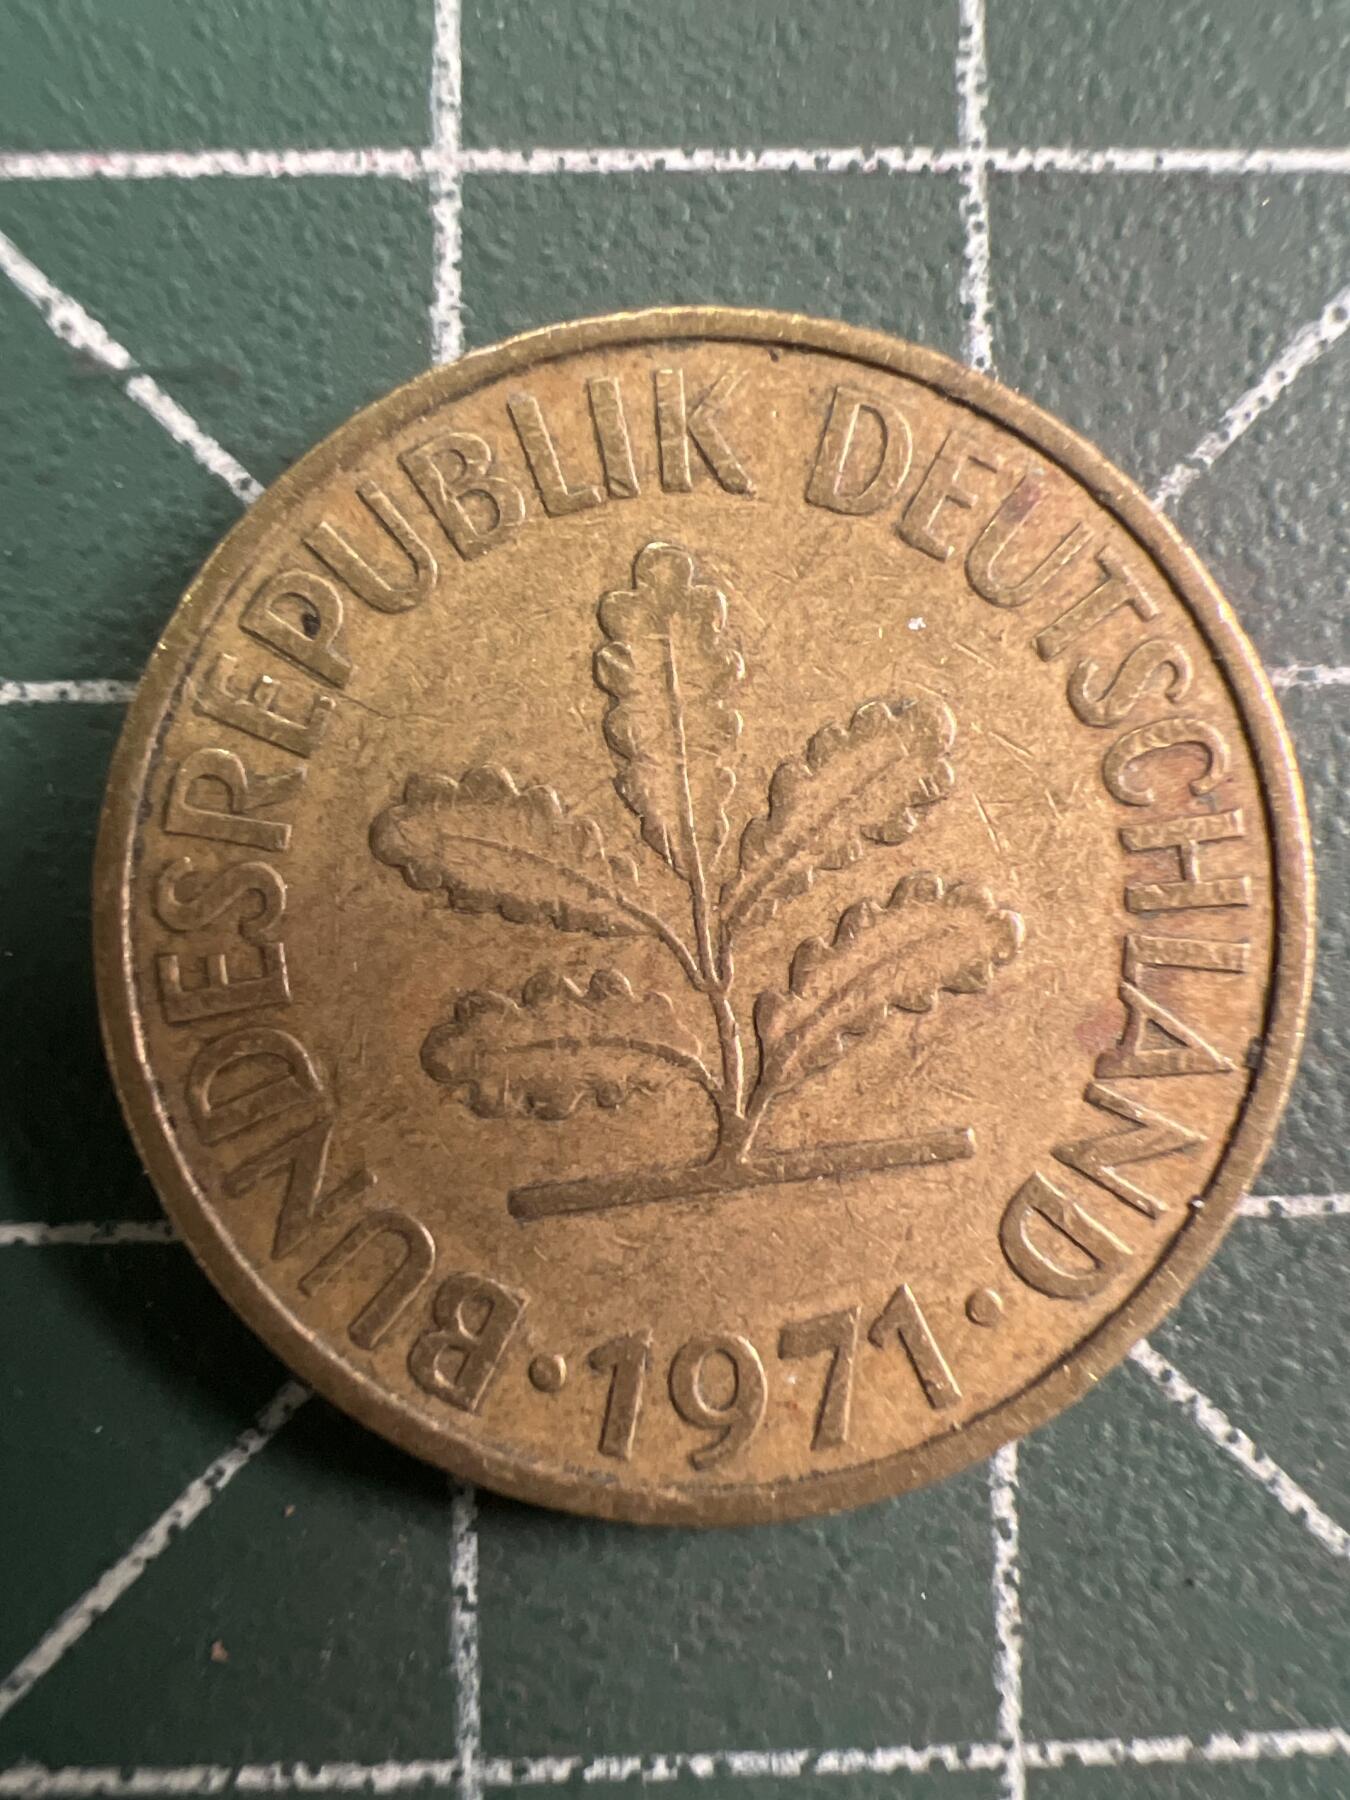 BUNDESREPUBLIK DEUTSCHLAND
· 1971 ·